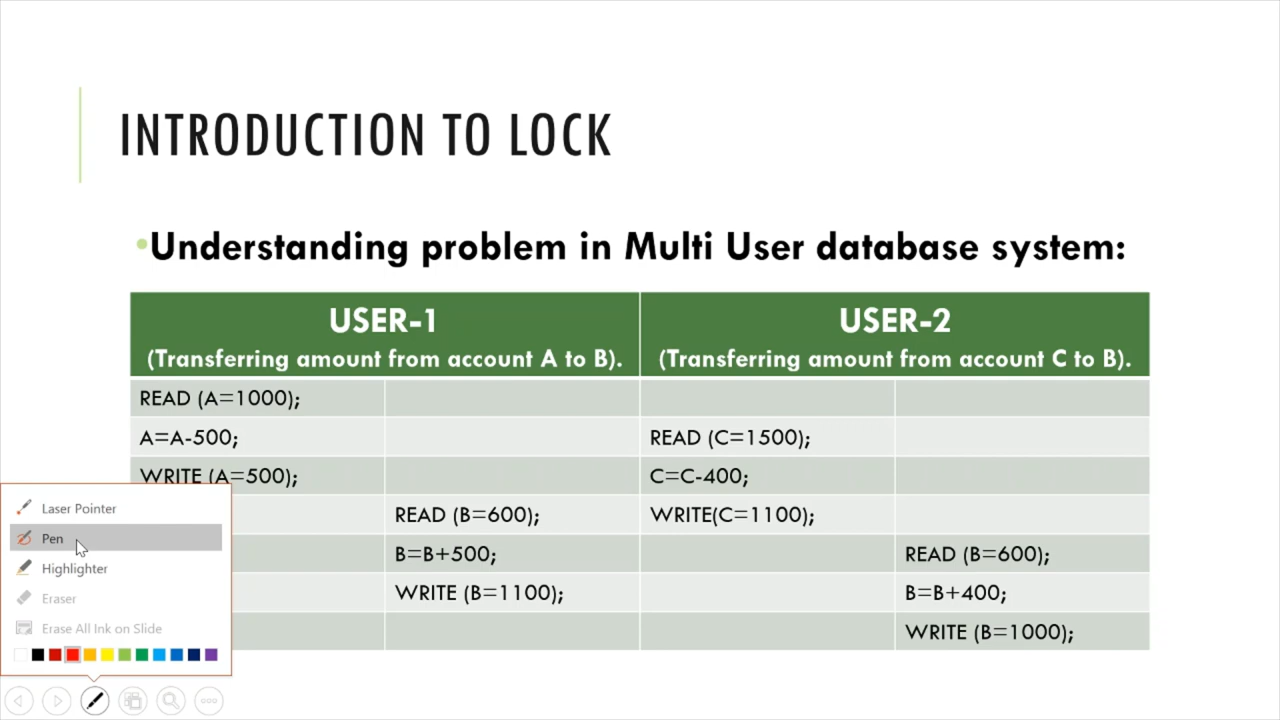 INTRODUCTION TO LOCK
•Understanding problem in Multi User database system:
USER-1 USER-2
(Transferring amount from account A to B). (Transferring amount from account C to B).
READ (A=1000);
A=A-500; READ (C=1500);
WRITE (A=500); C=C-400;
READ (B=600); WRITE(C=1100);
B=B+500; READ (B=600);
WRITE (B=1100); B=B+400;
WRITE (B=1000);
Laser Pointer
Pen
Highlighter
Eraser
Erase All Ink on Slide